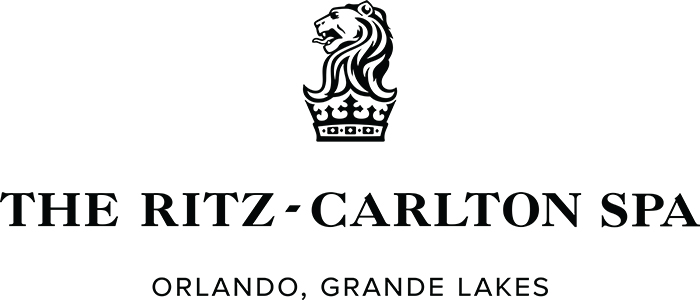 THE RITZ-CARLTON SPA
ORLANDO, GRANDE LAKES